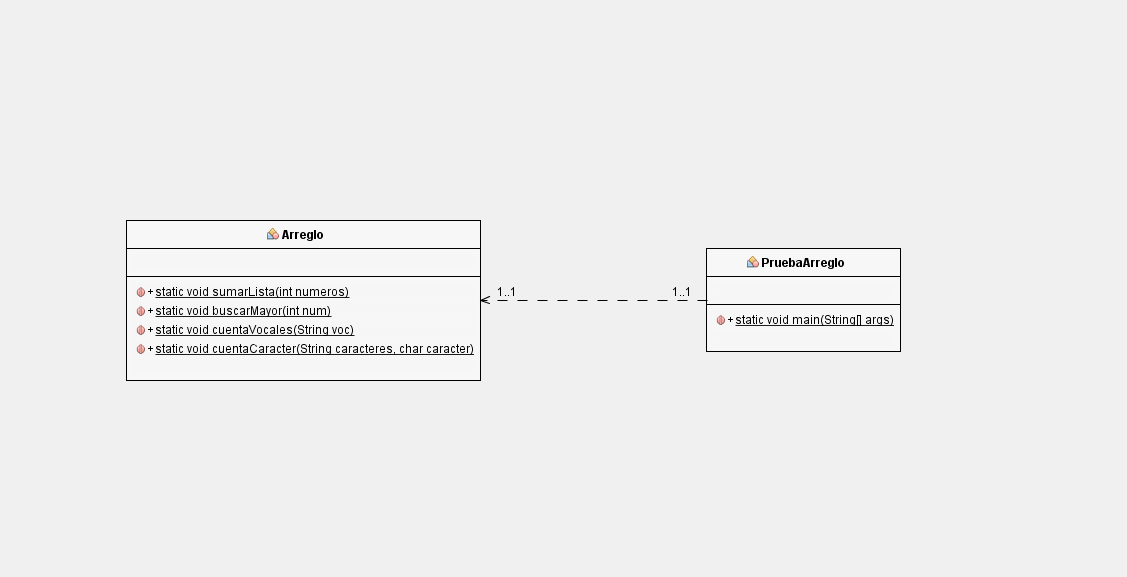 Arreglo
+ static void sumarLista(int numeros)
+ static void buscarMayor(int num)
+ static void cuentaVocales(String voc)
+ static void cuentaCaracter(String caracteres, char caracter)
1..1
1..1
PruebaArreglo
+ static void main(String[] args)